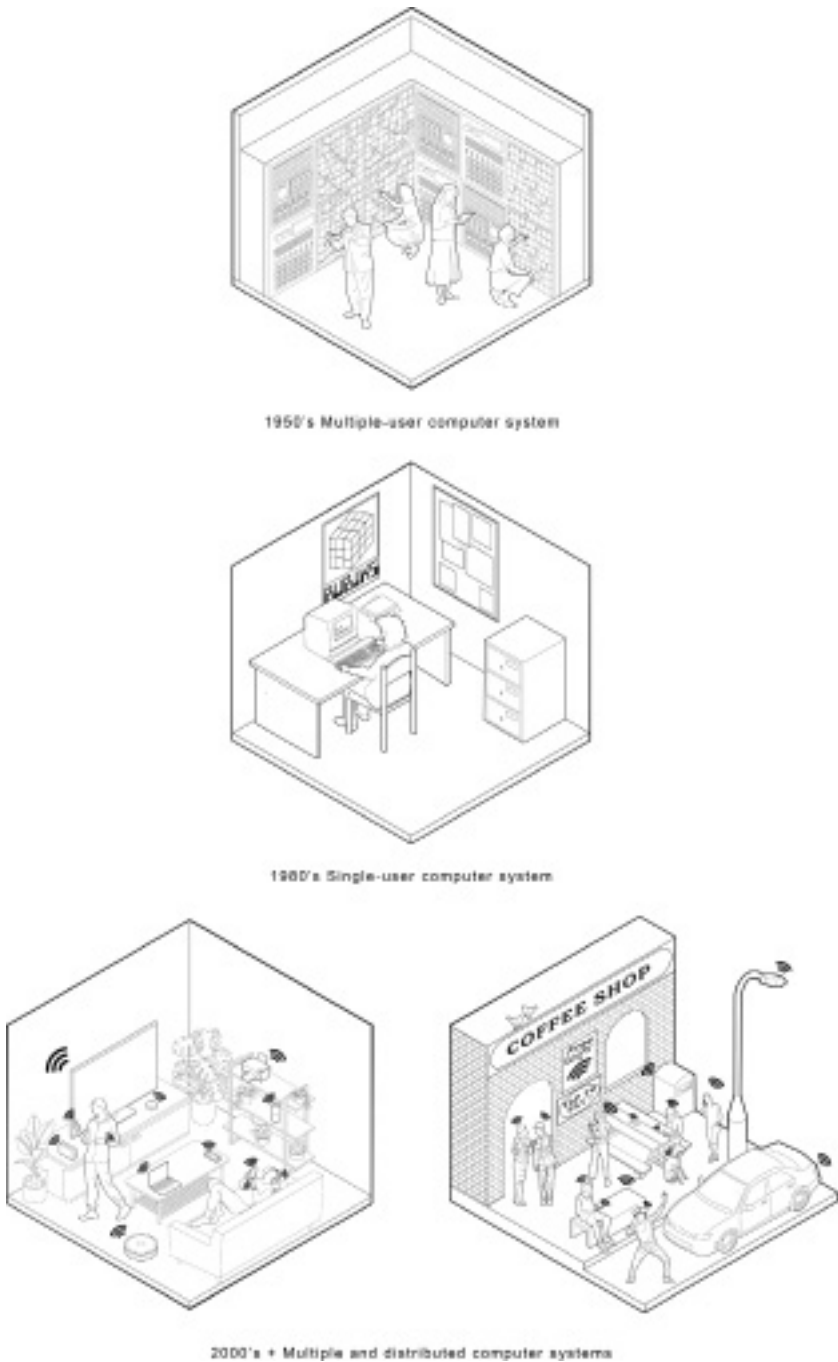 1950's Multiple-user computer system
1980's Single-user computer system
COFFEE SHOP
2000's + Multiple and distributed computer systems